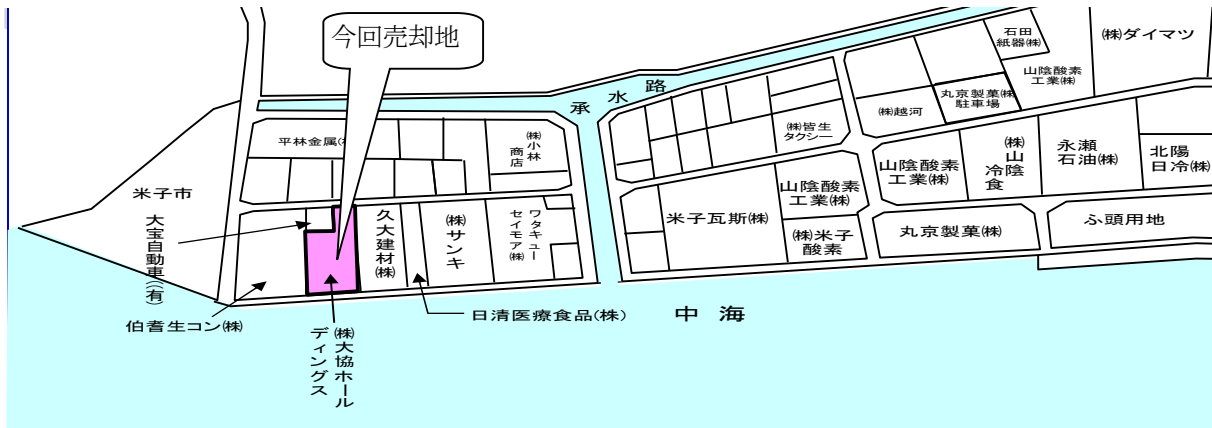 今回売却地
承水路
石田
紙器㈱
㈱ダイマツ
山陰酸素
工業㈱
丸京製菓㈱
駐車場
㈱越河
㈱皆生
タクシー
平林金属㈱
㈱小林
商店
米子市
大宝自動車(有)
久大建材㈱
㈱サンキ
ワタキュー
セイモア㈱
米子瓦斯㈱
山陰酸素
工業㈱
㈱米子
酸素
山陰酸素
工業㈱
㈱山陰
冷食
永瀬
石油㈱
北陽
日冷㈱
丸京製菓㈱
ふ頭用地
伯耆生コン㈱
㈱大協ホール
ディングス
日清医療食品㈱
中海